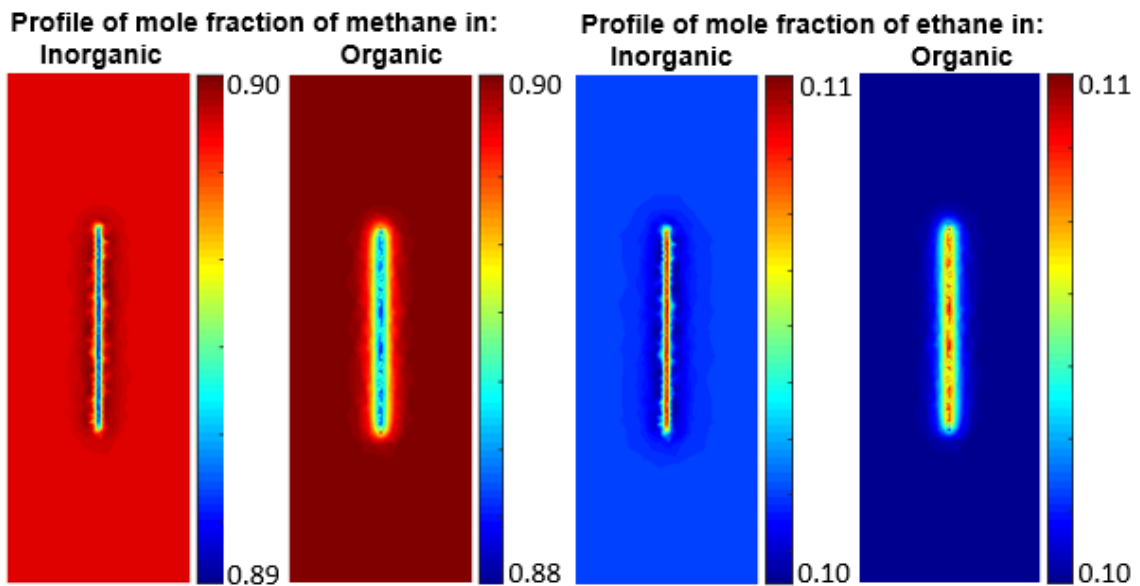 Profile of mole fraction of methane in:
Inorganic
Organic
0.90
0.89
0.90
0.88
Profile of mole fraction of ethane in:
Inorganic
Organic
0.11
0.10
0.11
0.10